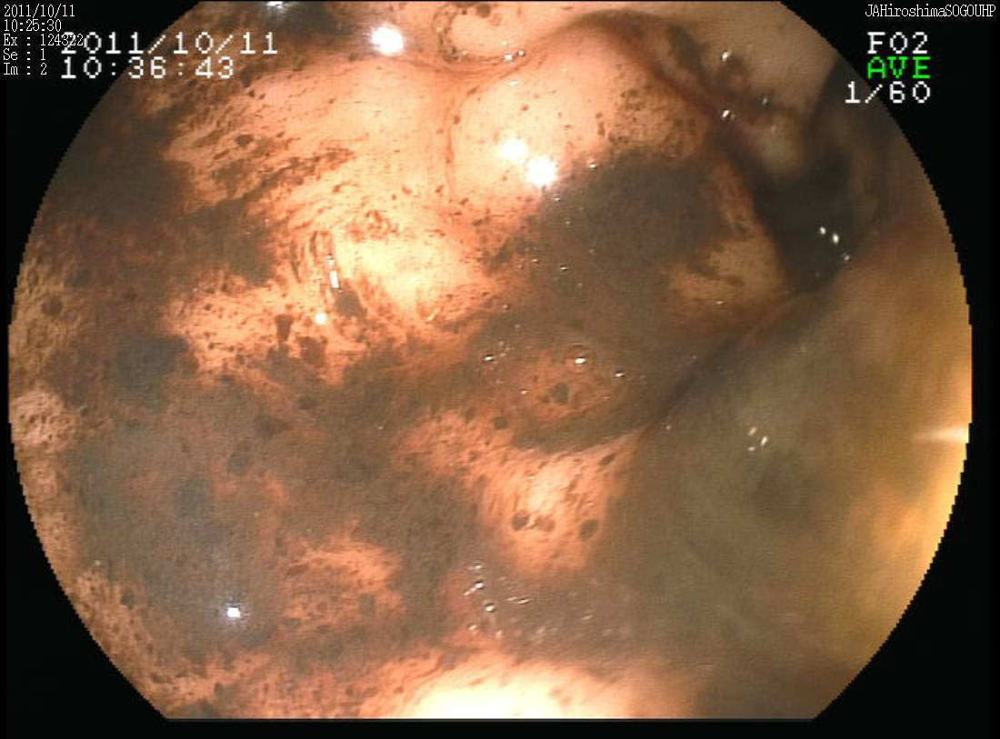 2011/10/11
10:25:30
Ex : 124322
Se : 1
Im : 2
2011/10/11
10:36:43
JAHiroshimaSOGOUHP
F02
AVE
1/60